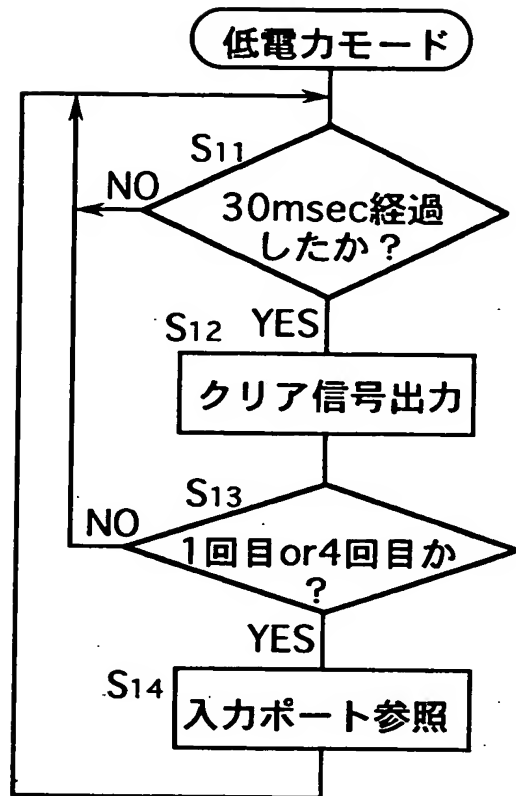 低電力モード
S11
NO
30msec経過
したか？
S12
YES
クリア信号出力
S13
NO
1回目or4回目か
？
YES
S14
入力ポート参照